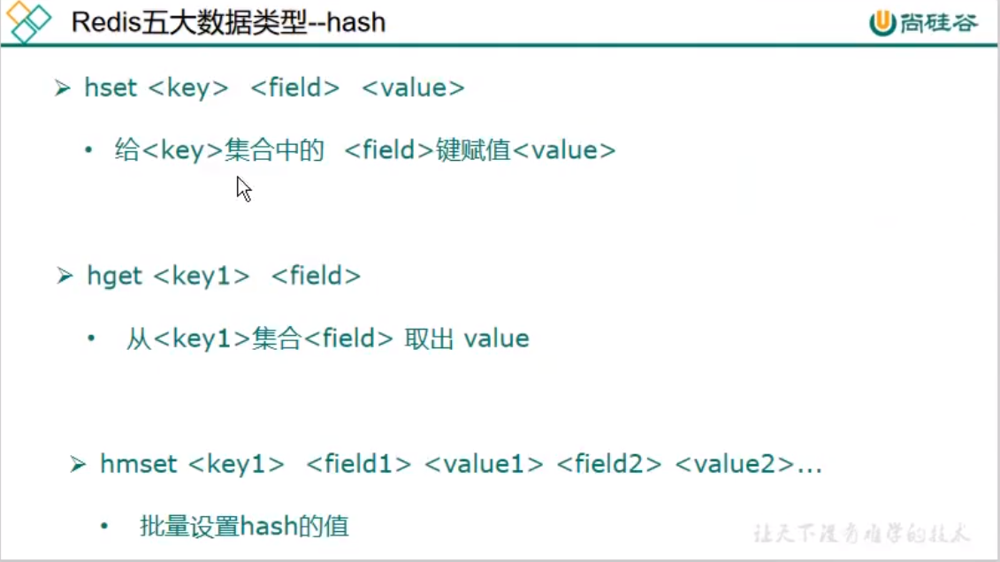 Redis五大数据类型--hash
尚硅谷
hset <key> <field> <value>
给<key>集合中的 <field>键赋值<value>
hget <key1> <field>
从<key1>集合<field> 取出 value
hmset <key1> <field1> <value1> <field2> <value2>...
批量设置hash的值
让天下没有难学的技术